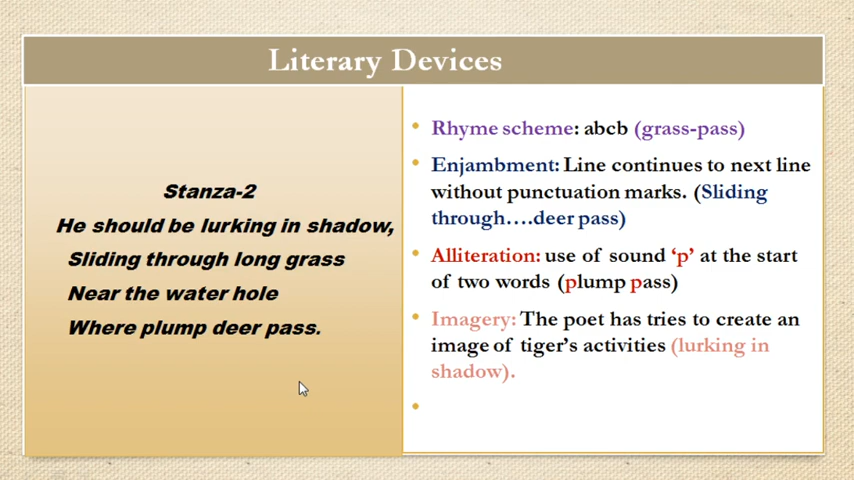 Literary Devices
Stanza-2
He should be lurking in shadow,
Sliding through long grass
Near the water hole
Where plump deer pass.
Rhyme scheme: abcb (grass-pass)
Enjambment: Line continues to next line
without punctuation marks. (Sliding
through....deer pass)
Alliteration: use of sound ‘p’ at the start
of two words (plump pass)
Imagery: The poet has tries to create an
image of tiger’s activities (lurking in
shadow).